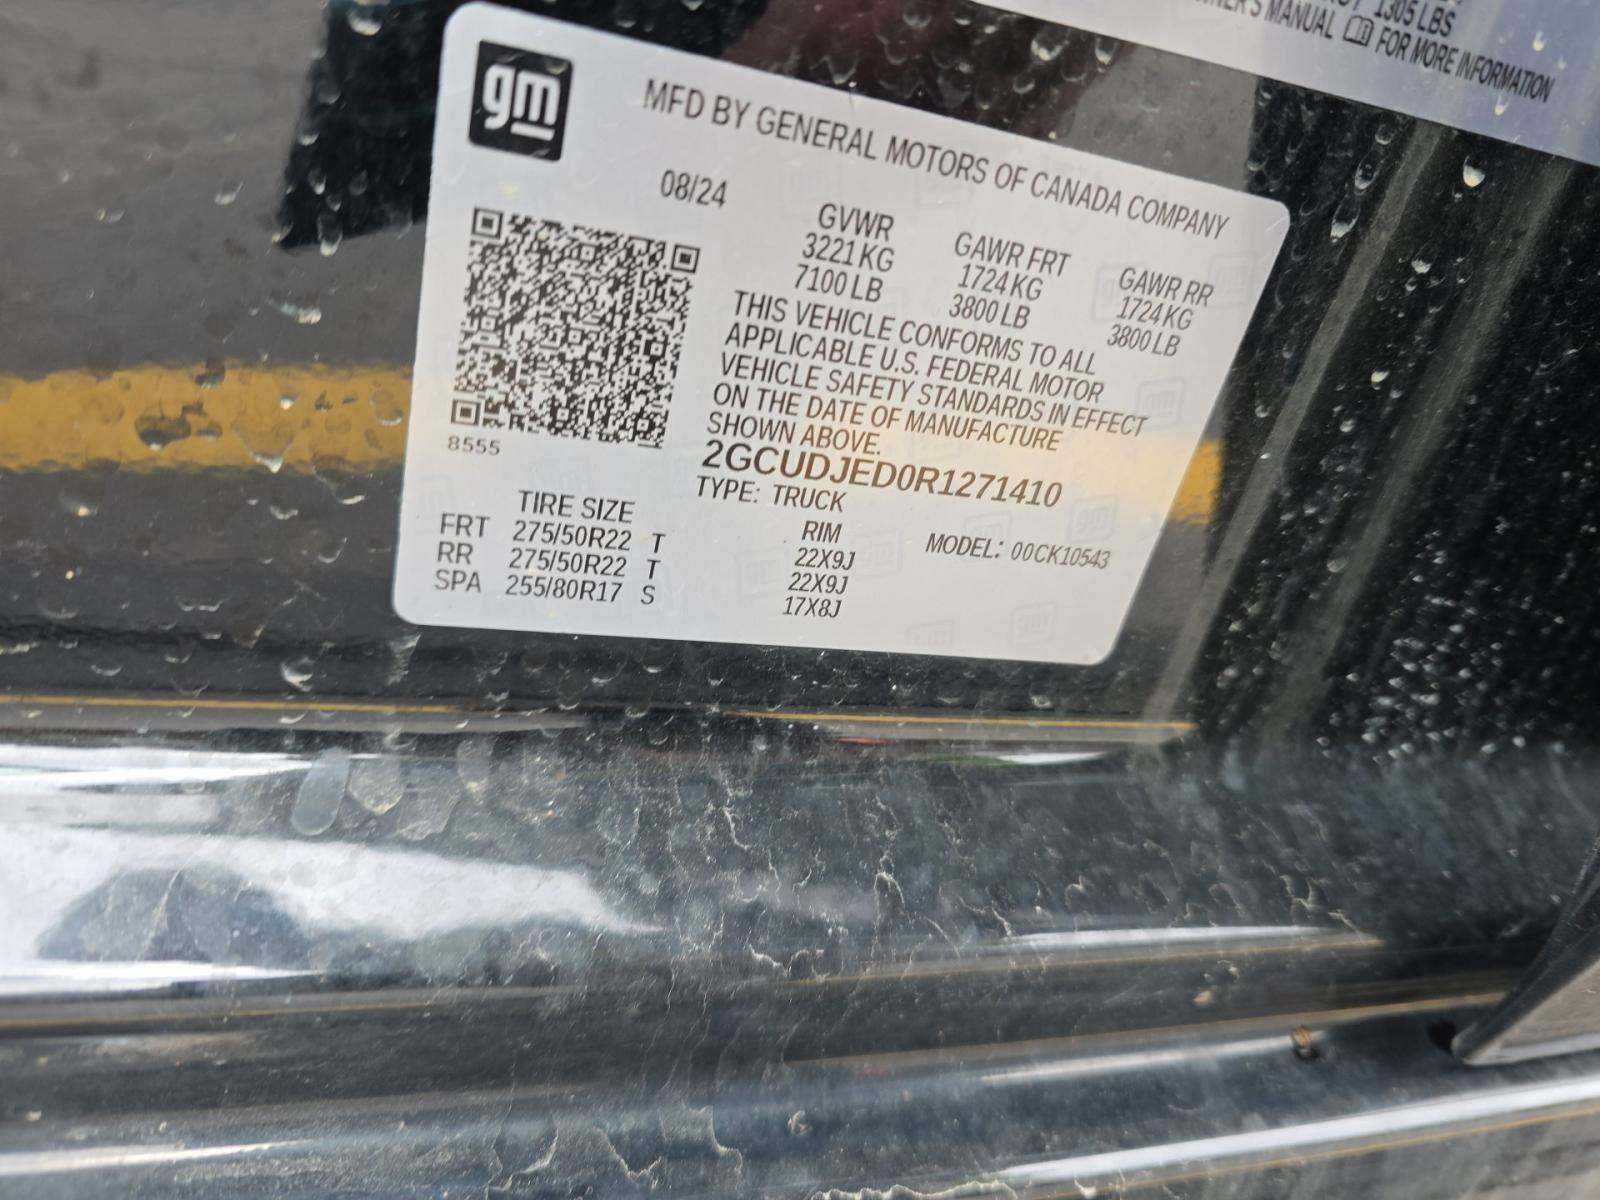 1305 LBS
MANUAL FOR MORE INFORMATION
gm
MFD BY GENERAL MOTORS OF CANADA COMPANY
08/24
GVWR GAWR FRT GAWR RR
3221 KG 1724 KG 1724 KG
7100 LB 3800 LB 3800 LB
THIS VEHICLE CONFORMS TO ALL
APPLICABLE U.S. FEDERAL MOTOR
VEHICLE SAFETY STANDARDS IN EFFECT
ON THE DATE OF MANUFACTURE
SHOWN ABOVE.
8555
2GCUDJED0R1271410
TYPE: TRUCK
TIRE SIZE RIM MODEL: 00CK10543
FRT 275/50R22 T 22X9J
RR 275/50R22 T 22X9J
SPA 255/80R17 S 17X8J